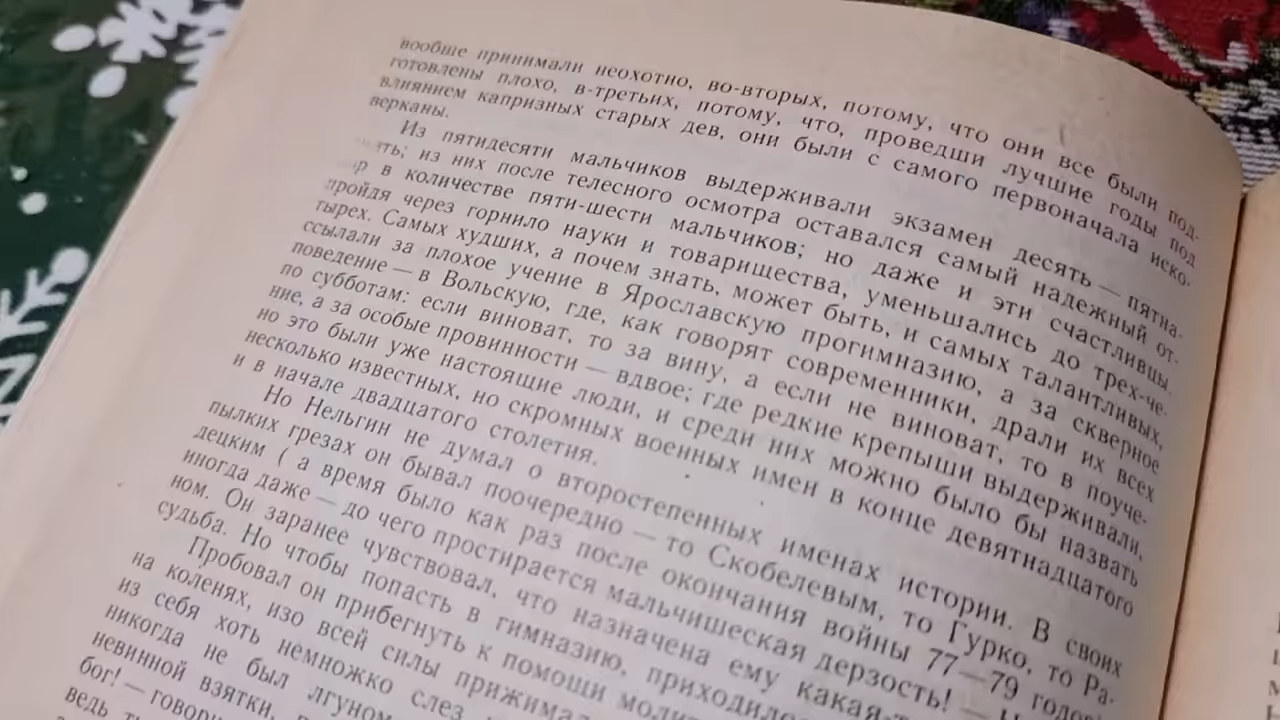 вообще принимали неохотно, во-вторых, потому, что они все были под-
готовлены плохо, в-третьих, потому, что, проведши лучшие годы под
влиянием капризных старых дев, они были с самого первоначала иско-
верканы.
Из пятидесяти мальчиков выдерживали экзамен десять — пятна-
ть; из них после телесного осмотра оставался самый надежный от-
р в количестве пяти-шести мальчиков; но даже и эти счастливцы,
пройдя через горнило науки и товарищества, уменьшались до трех-че-
тырех. Самых худших, а почем знать, может быть, и самых талантливых,
ссылали за плохое учение в Ярославскую прогимназию, а за скверное
поведение — в Вольскую, где, как говорят современники, драли их всех
по субботам: если виноват, то за вину, а если не виноват, то в поуче-
ние, а за особые провинности — вдвое; где редкие крепыши выдерживали,
но это были уже настоящие люди, и среди них можно было бы назвать
несколько известных, но скромных военных имен в конце девятнадцатого
и в начале двадцатого столетия.
Но Нельгин не думал о второстепенных именах истории. В своих
пылких грезах он бывал поочередно — то Скобелевым, то Гурко, то Ра-
децким ( а время было как раз после окончания войны 77—79 годов
иногда даже — до чего простирается мальчишеская дерзость! —
ном. Он заранее чувствовал, что назначена ему какая-т
судьба. Но чтобы попасть в гимназию, приходило
Пробовал он прибегнуть к помощи моли
на коленях, изо всей силы прижима
из себя хоть немножко слез
никогда не был лгуном
невинной взятки,
бог! — говори
ведь